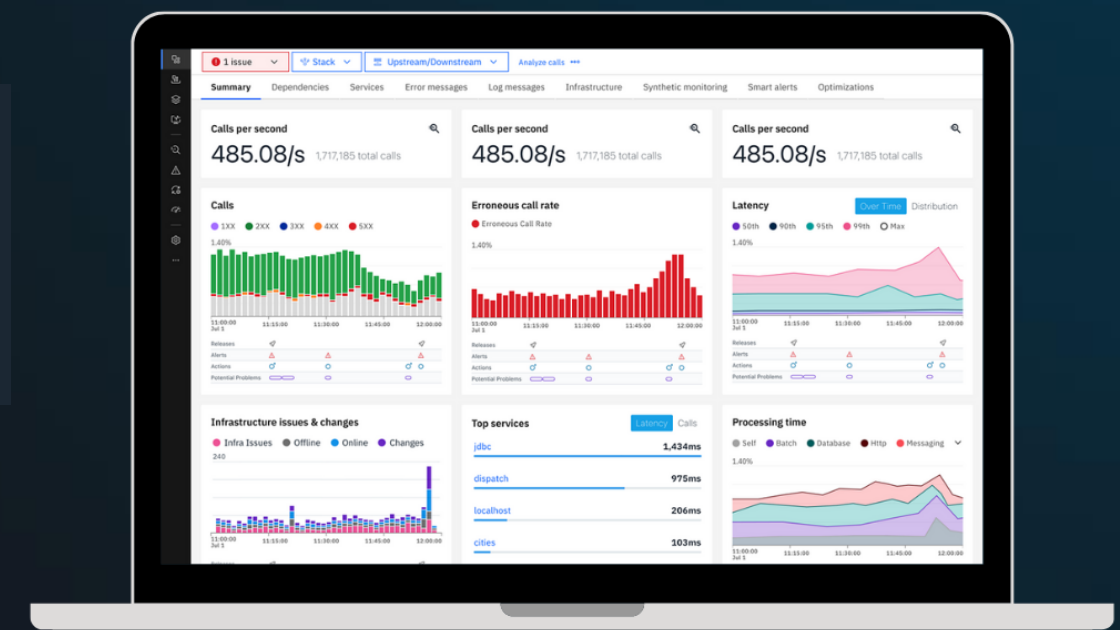 1 issue Stack Upstream/Downstream Analyze calls
Summary Dependencies Services Error messages Log messages Infrastructure Synthetic monitoring Smart alerts Optimizations
Calls per second
485.08/s 1,717,185 total calls
Calls per second
485.08/s 1,717,185 total calls
Calls per second
485.08/s 1,717,185 total calls
Calls
1XX 2XX 3XX 4XX 5XX
1.40%
11:00:00 11:15:00 11:30:00 11:45:00 12:00:00
Jul 1
Releases
Alerts
Actions
Potential Problems
Erroneous call rate
Erroneous Call Rate
1.40%
11:00:00 11:15:00 11:30:00 11:45:00 12:00:00
Jul 1
Releases
Alerts
Actions
Potential Problems
Latency Over Time Distribution
50th 90th 95th 99th Max
1.40%
11:00:00 11:15:00 11:30:00 11:45:00 12:00:00
Jul 1
Releases
Alerts
Actions
Potential Problems
Infrastructure issues & changes
Infra Issues Offline Online Changes
240
11:00:00 11:15:00 11:30:00 11:45:00 12:00:00
Jul 1
Top services Latency Calls
jdbc 1,434ms
dispatch 975ms
localhost 206ms
cities 103ms
Processing time
Self Batch Database Http Messaging
1.40%
11:00:00 11:15:00 11:30:00 11:45:00 12:00:00
Jul 1